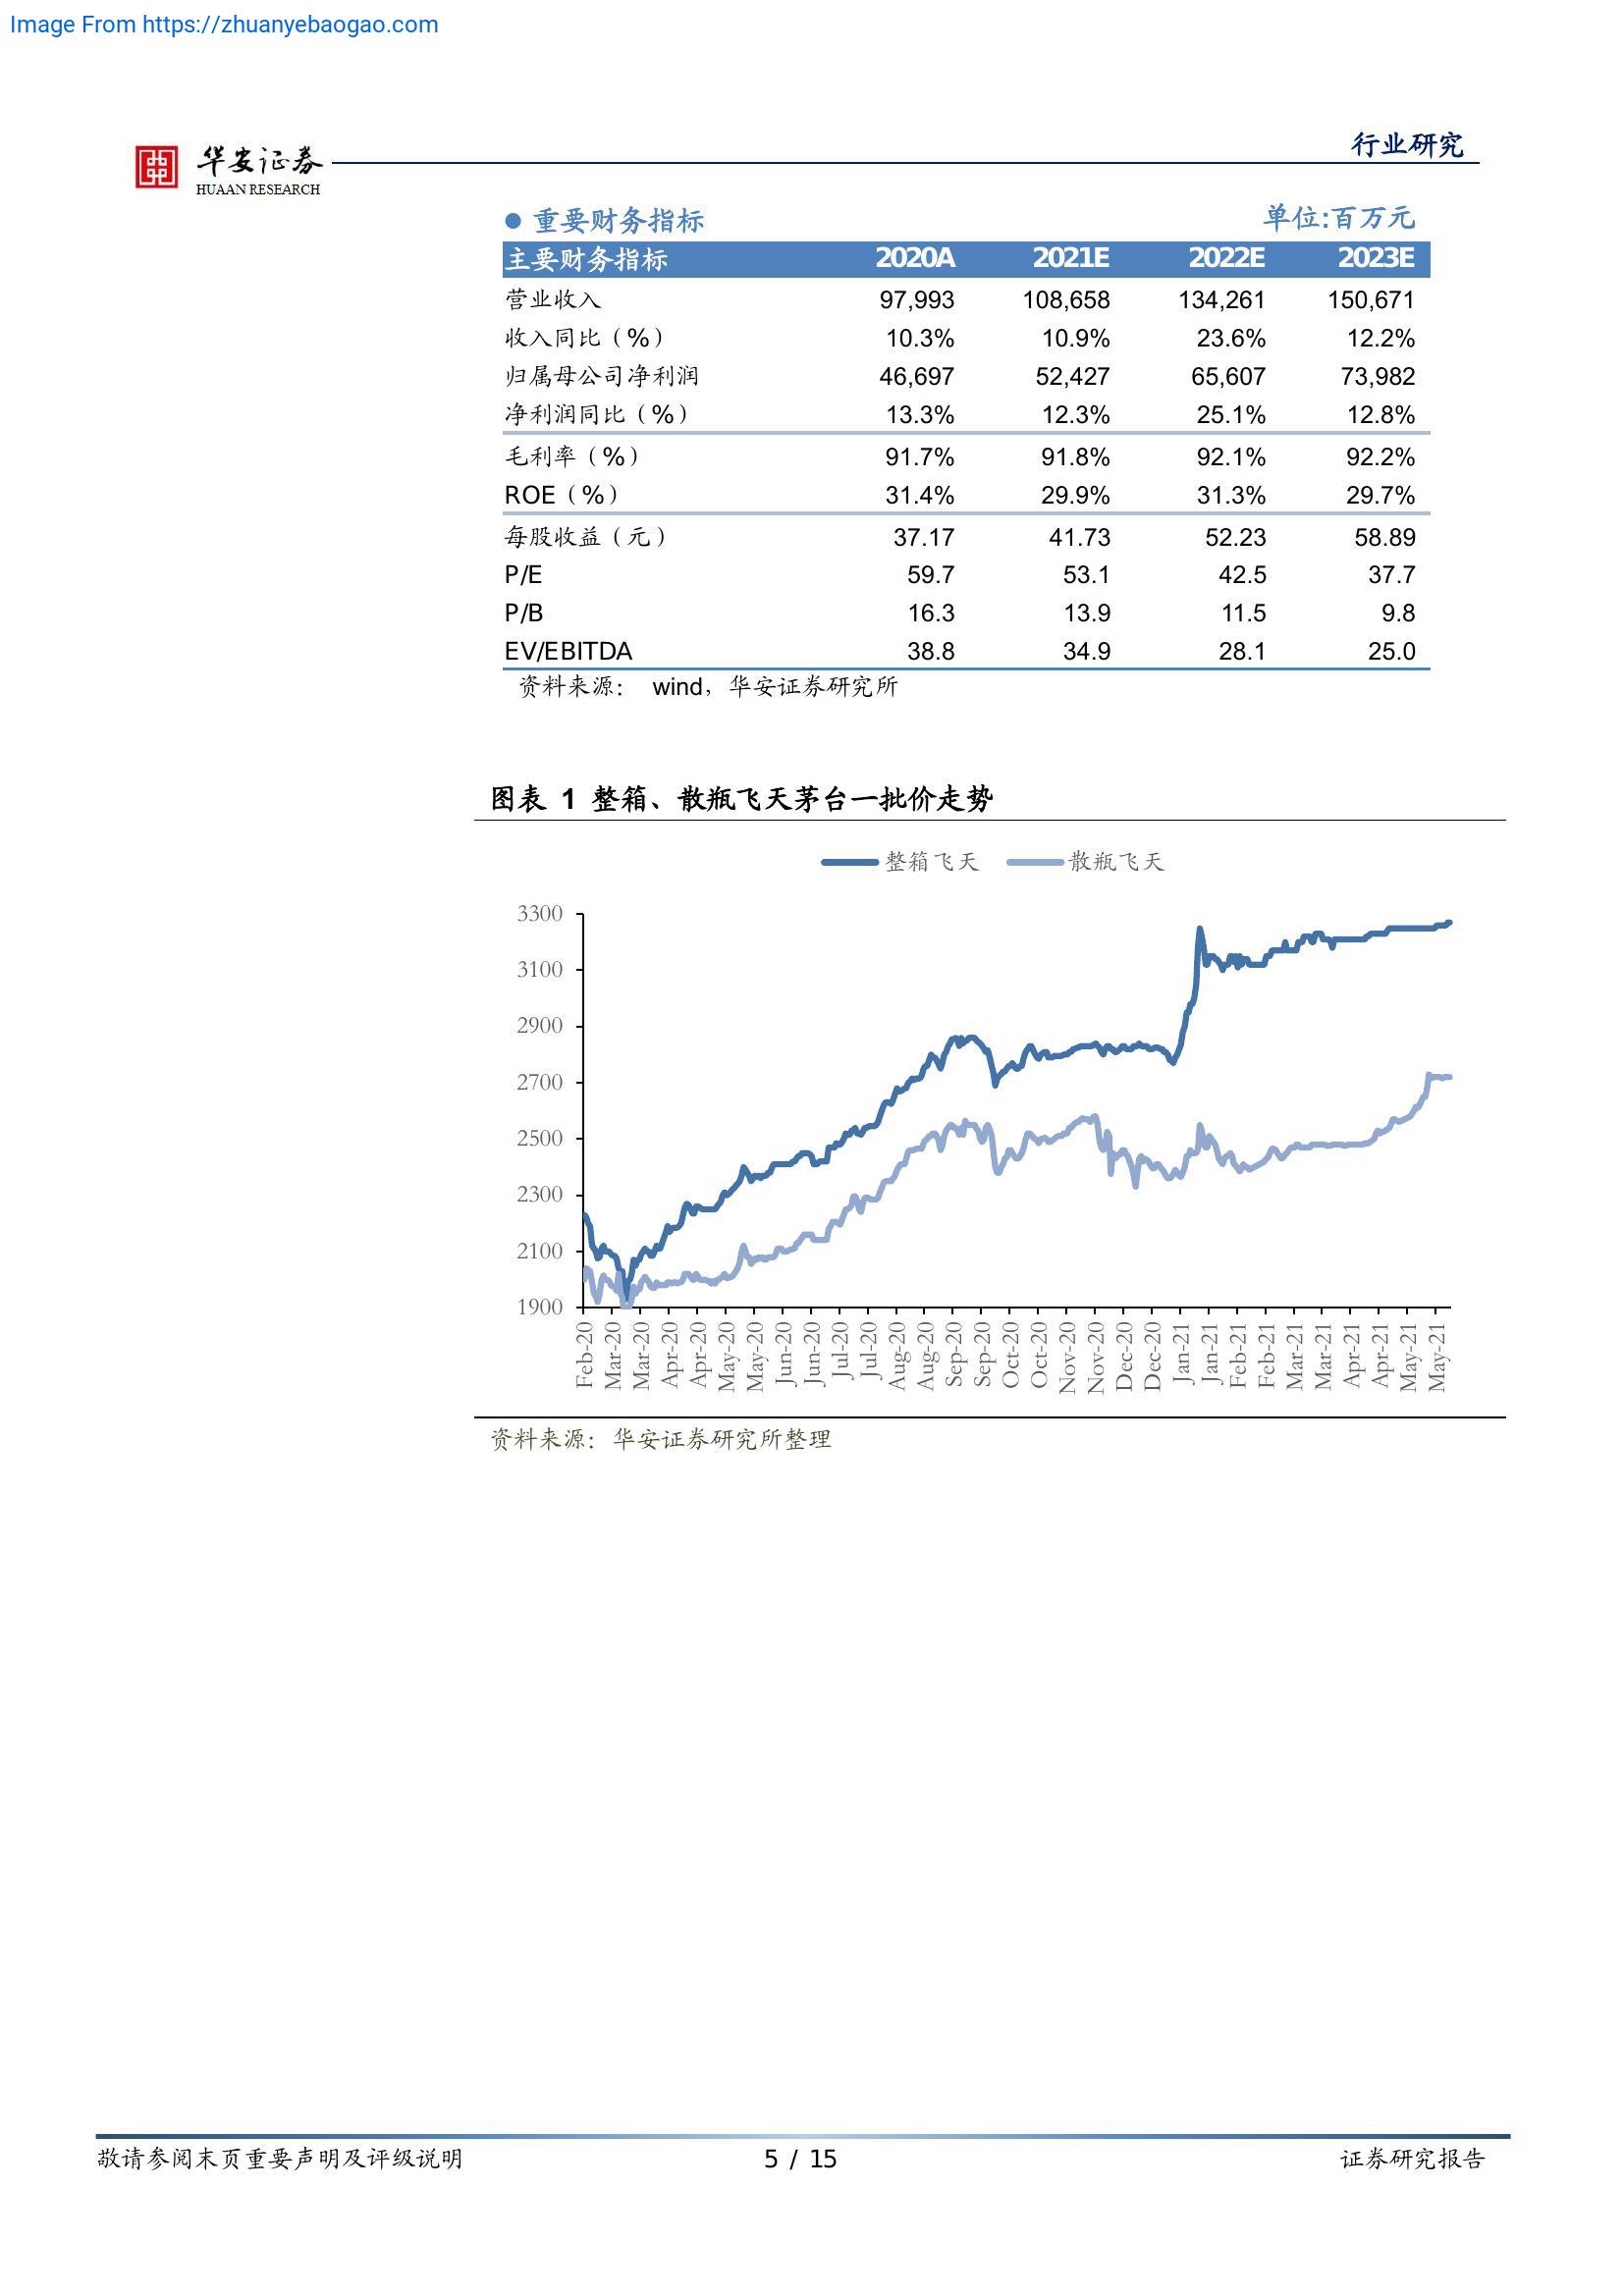 Image From https://zhuanyebaogao.com
华安证券
HUAAN RESEARCH
行业研究
● 重要财务指标 单位:百万元
主要财务指标 2020A 2021E 2022E 2023E
营业收入 97,993 108,658 134,261 150,671
收入同比（%） 10.3% 10.9% 23.6% 12.2%
归属母公司净利润 46,697 52,427 65,607 73,982
净利润同比（%） 13.3% 12.3% 25.1% 12.8%
毛利率（%） 91.7% 91.8% 92.1% 92.2%
ROE（%） 31.4% 29.9% 31.3% 29.7%
每股收益（元） 37.17 41.73 52.23 58.89
P/E 59.7 53.1 42.5 37.7
P/B 16.3 13.9 11.5 9.8
EV/EBITDA 38.8 34.9 28.1 25.0
资料来源： wind，华安证券研究所
图表 1 整箱、散瓶飞天茅台一批价走势
整箱飞天 散瓶飞天
3300
3100
2900
2700
2500
2300
2100
1900
Feb-20 Mar-20 Mar-20 Apr-20 Apr-20 May-20 May-20 Jun-20 Jun-20 Jul-20 Jul-20 Aug-20 Aug-20 Sep-20 Sep-20 Oct-20 Oct-20 Nov-20 Nov-20 Dec-20 Dec-20 Jan-21 Jan-21 Feb-21 Feb-21 Mar-21 Mar-21 Apr-21 Apr-21 May-21 May-21
资料来源：华安证券研究所整理
敬请参阅末页重要声明及评级说明 5 / 15 证券研究报告